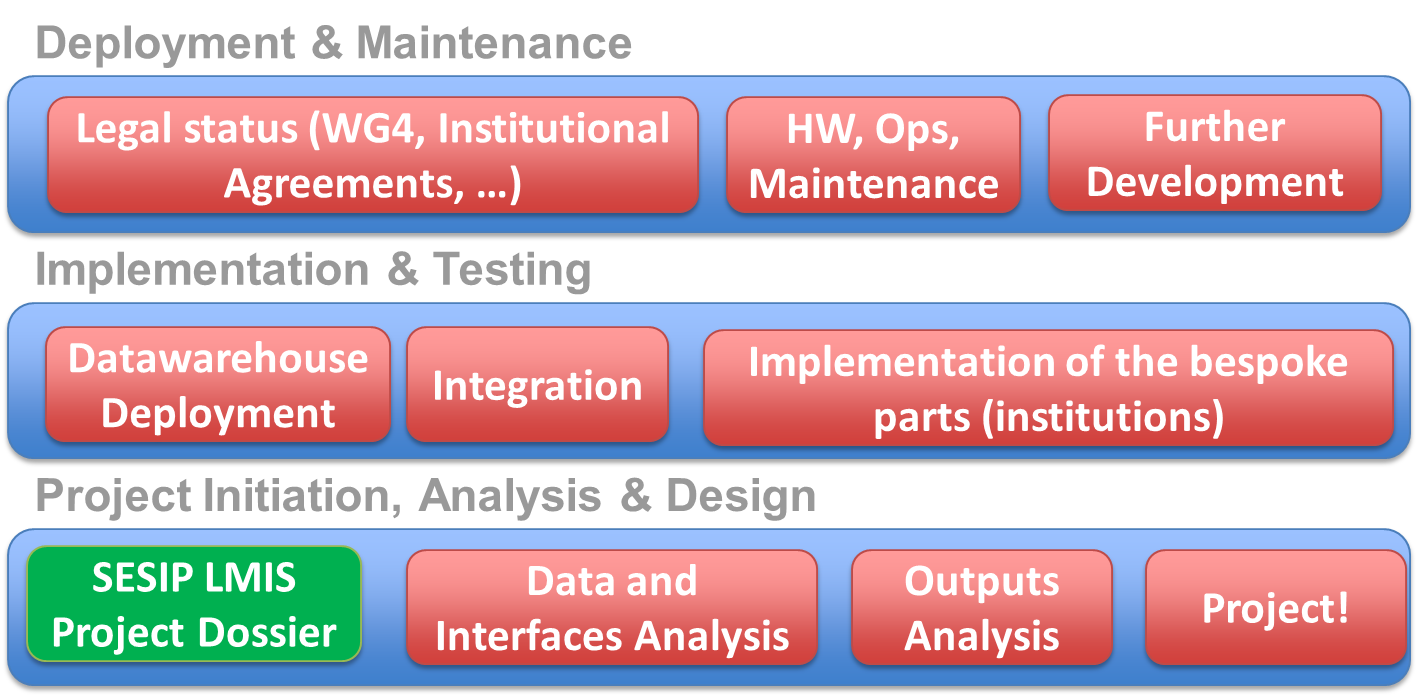 Deployment & Maintenance
Legal status (WG4, Institutional
Agreements, …)
HW, Ops,
Maintenance
Further
Development
Implementation & Testing
Datawarehouse
Deployment
Integration
Implementation of the bespoke
parts (institutions)
Project Initiation, Analysis & Design
SESIP LMIS
Project Dossier
Data and
Interfaces Analysis
Outputs
Analysis
Project!